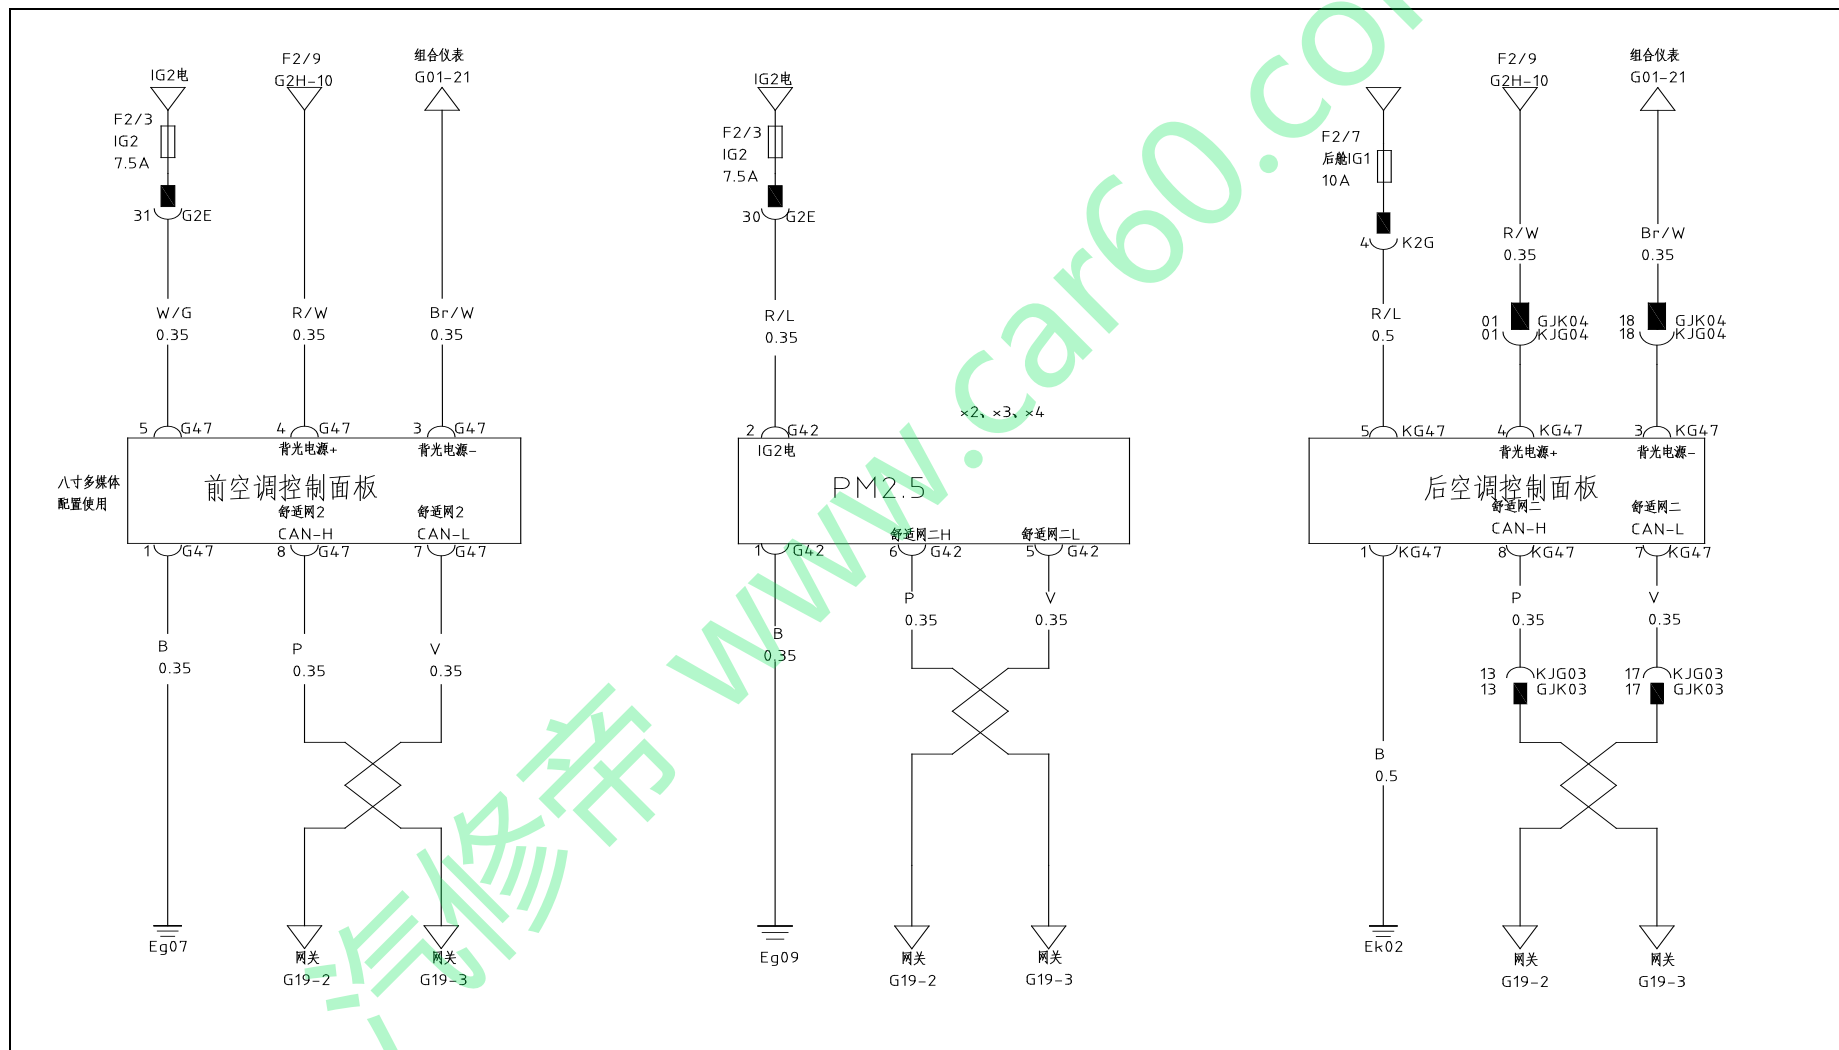 IG2电
F2/3
IG2
7.5A
31 G2E
W/G
0.35
F2/9
G2H-10
R/W
0.35
组合仪表
G01-21
Br/W
0.35
5 G47
4 G47
3 G47
背光电源+
背光电源-
八寸多媒体
配置使用
前空调控制面板
舒适网2
CAN-H
舒适网2
CAN-L
1 G47
8 G47
7 G47
B
0.35
P
0.35
V
0.35
Eg07
网关
G19-2
网关
G19-3
IG2电
F2/3
IG2
7.5A
30 G2E
R/L
0.35
×2、×3、×4
2 G42
IG2电
PM2.5
舒适网二H
舒适网二L
1 G42
6 G42
5 G42
B
0.35
P
0.35
V
0.35
Eg09
网关
G19-2
网关
G19-3
F2/7
后舱IG1
10A
4 K2G
R/L
0.5
F2/9
G2H-10
R/W
0.35
01 GJK04
01 KJG04
组合仪表
G01-21
Br/W
0.35
18 GJK04
18 KJG04
5 KG47
4 KG47
3 KG47
背光电源+
背光电源-
后空调控制面板
舒适网二
CAN-H
舒适网二
CAN-L
1 KG47
8 KG47
7 KG47
B
0.5
P
0.35
V
0.35
13 KJG03
13 GJK03
17 KJG03
17 GJK03
Ek02
网关
G19-2
网关
G19-3
汽修帝 www.car60.com